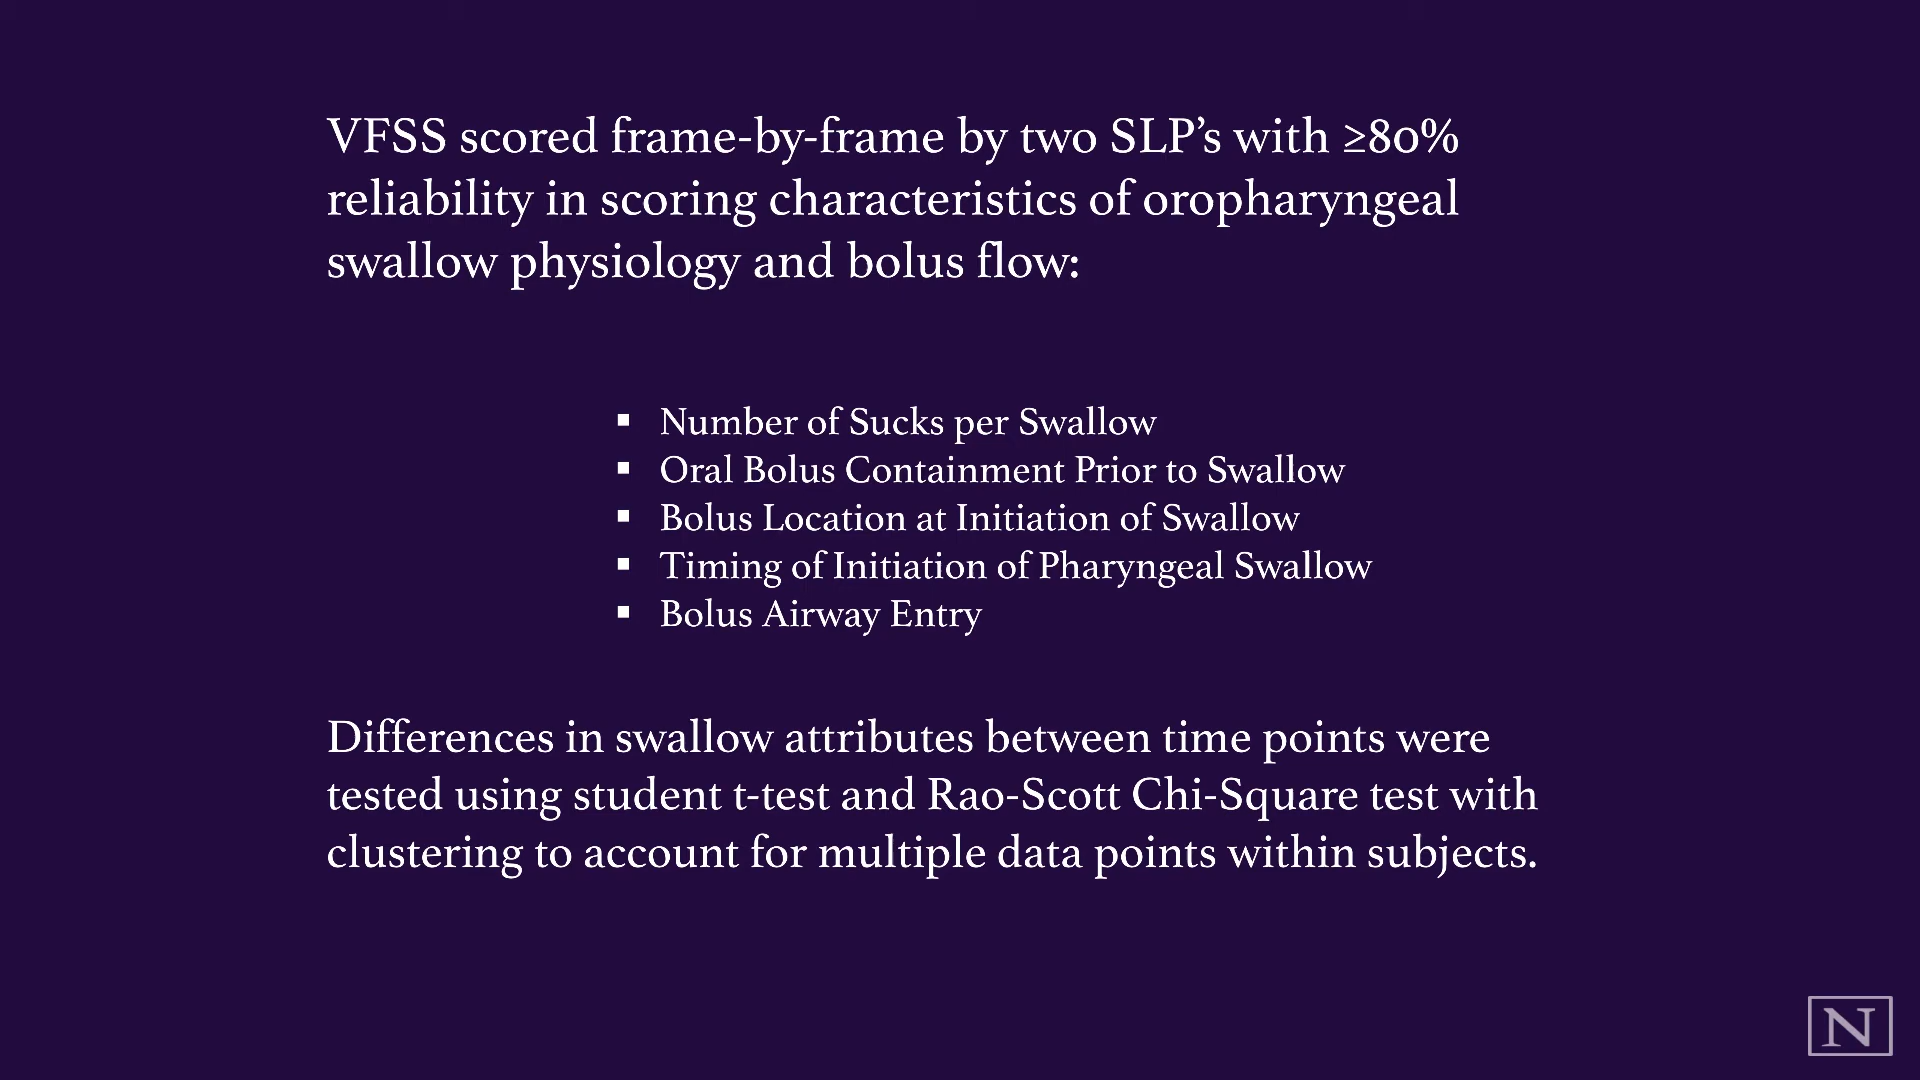 VFSS scored frame-by-frame by two SLP’s with ≥80%
reliability in scoring characteristics of oropharyngeal
swallow physiology and bolus flow:
▪ Number of Sucks per Swallow
▪ Oral Bolus Containment Prior to Swallow
▪ Bolus Location at Initiation of Swallow
▪ Timing of Initiation of Pharyngeal Swallow
▪ Bolus Airway Entry
Differences in swallow attributes between time points were
tested using student t-test and Rao-Scott Chi-Square test with
clustering to account for multiple data points within subjects.
N